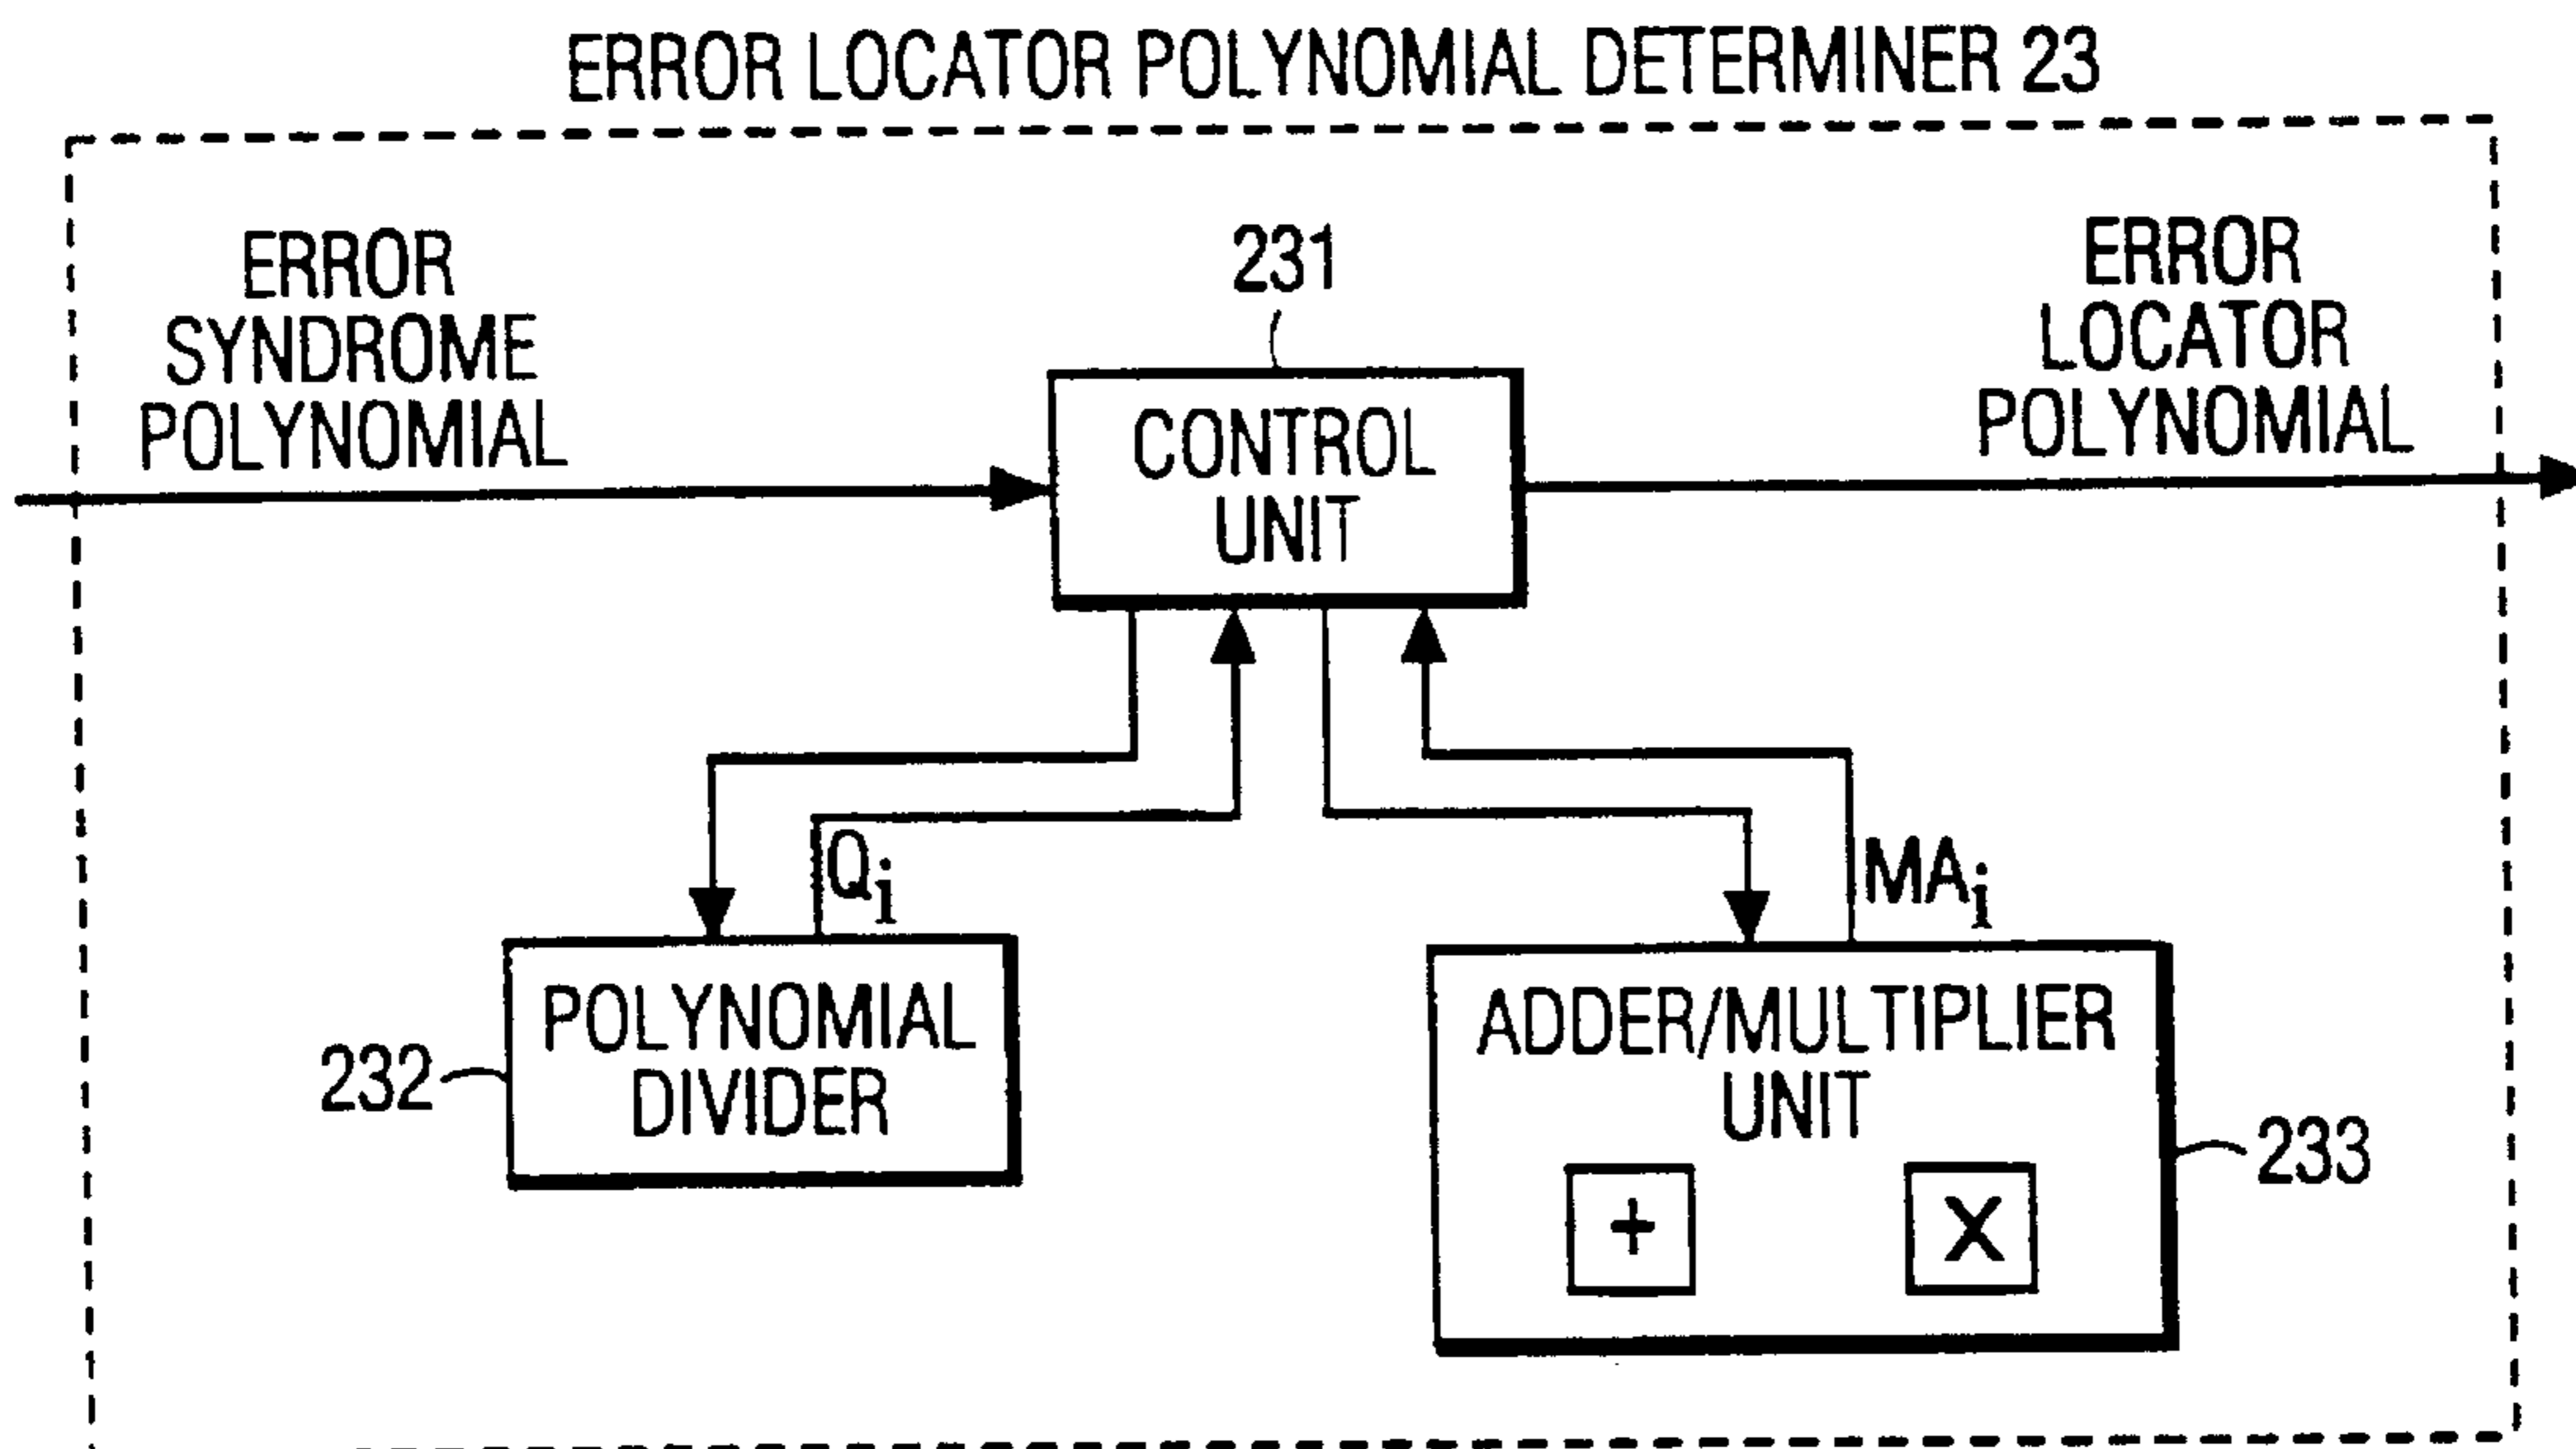 ERROR LOCATOR POLYNOMIAL DETERMINER 23
ERROR
SYNDROME
POLYNOMIAL
231
ERROR
LOCATOR
POLYNOMIAL
CONTROL
UNIT
Qi
MAi
POLYNOMIAL
DIVIDER
232
ADDER/MULTIPLIER
UNIT
233
+
X